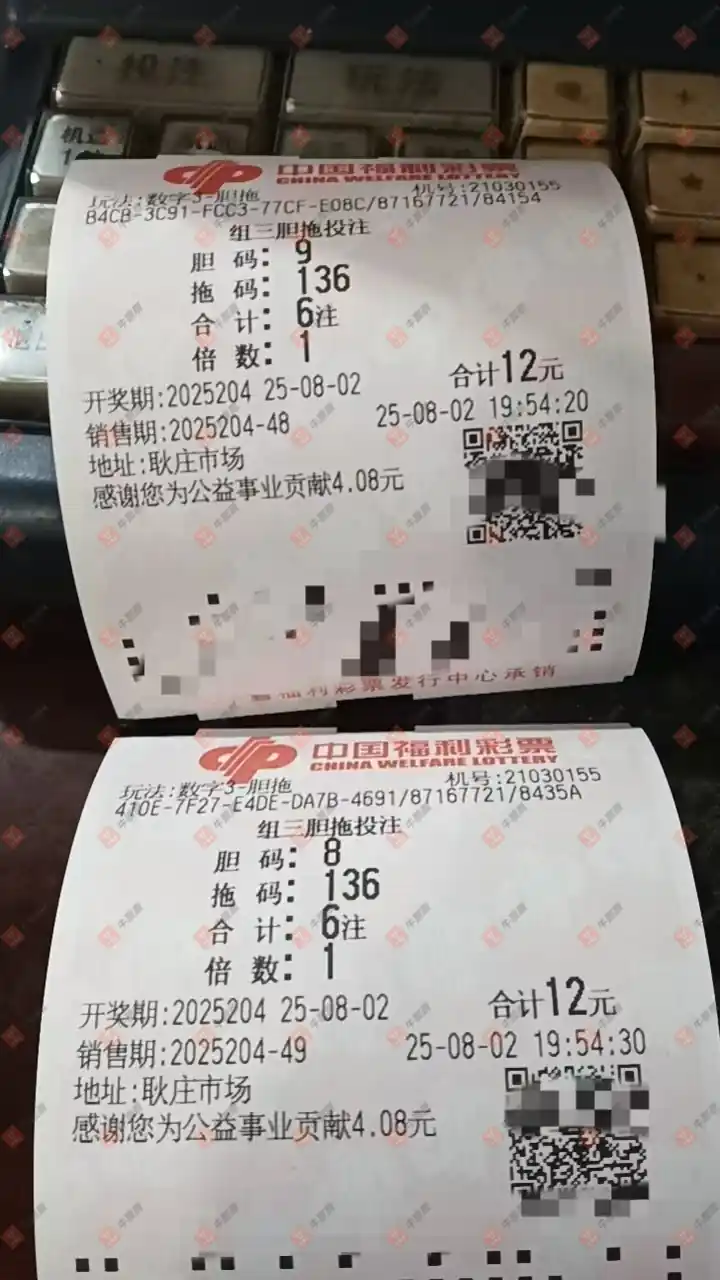 投注
玩法
机选
中国福利彩票
CHINA WELFARE LOTTERY
玩法:数字3-胆拖
机号:21030155
B4CB-3C91-FCC3-77CF-E08C/87167721/84154
组三胆拖投注
胆 码: 9
拖 码: 136
合 计: 6注
倍 数: 1
合计12元
开奖期:2025204 25-08-02
销售期:2025204-48
25-08-02 19:54:20
地址:耿庄市场
感谢您为公益事业贡献4.08元
福利彩票发行中心承销
中国福利彩票
CHINA WELFARE LOTTERY
玩法:数字3-胆拖
机号:21030155
410E-7F27-E4DE-DA7B-4691/87167721/8435A
组三胆拖投注
胆 码: 8
拖 码: 136
合 计: 6注
倍 数: 1
合计12元
开奖期:2025204 25-08-02
销售期:2025204-49
25-08-02 19:54:30
地址:耿庄市场
感谢您为公益事业贡献4.08元